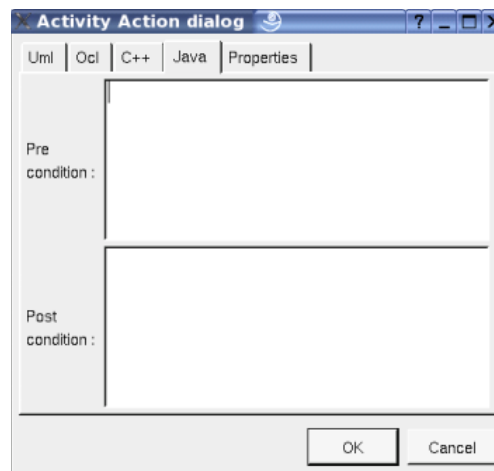 Activity Action dialog
Uml Ocl C++ Java Properties
Pre
condition :
Post
condition :
OK Cancel